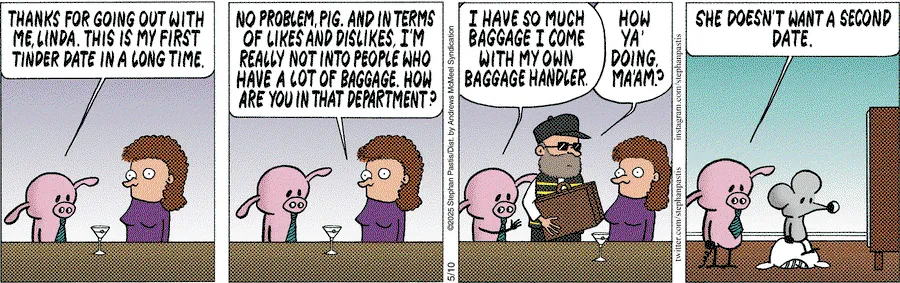 THANKS FOR GOING OUT WITH
ME, LINDA. THIS IS MY FIRST
TINDER DATE IN A LONG TIME.
NO PROBLEM, PIG. AND IN TERMS
OF LIKES AND DISLIKES, I'M
REALLY NOT INTO PEOPLE WHO
HAVE A LOT OF BAGGAGE. HOW
ARE YOU IN THAT DEPARTMENT?
©2025 Stephan Pastis/Dist. by Andrews McMeel Syndication
5/10
I HAVE SO MUCH
BAGGAGE I COME
WITH MY OWN
BAGGAGE HANDLER.
HOW
YA'
DOING,
MA'AM?
twitter.com/stephanpastis
instagram.com/stephanpastis
SHE DOESN'T WANT A SECOND
DATE.